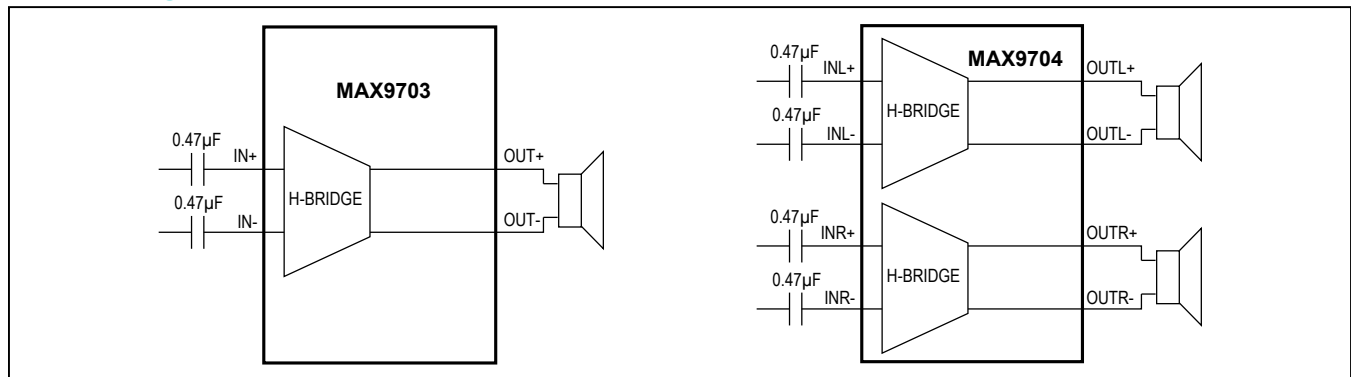 MAX9703
0.47µF
IN+
OUT+
H-BRIDGE
0.47µF
IN-
OUT-
MAX9704
0.47µF
INL+
OUTL+
H-BRIDGE
0.47µF
INL-
OUTL-
0.47µF
INR+
OUTR+
H-BRIDGE
0.47µF
INR-
OUTR-